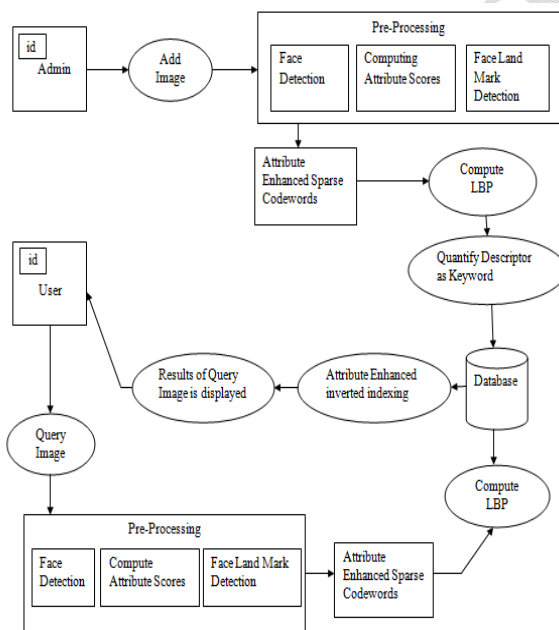 id
Admin
Add
Image
Pre-Processing
Face
Detection
Computing
Attribute Scores
Face Land
Mark
Detection
Attribute
Enhanced Sparse
Codewords
Compute
LBP
Quantify Descriptor
as Keyword
id
User
Results of Query
Image is displayed
Attribute Enhanced
inverted indexing
Database
Query
Image
Compute
LBP
Pre-Processing
Face
Detection
Compute
Attribute Scores
Face Land Mark
Detection
Attribute
Enhanced Sparse
Codewords